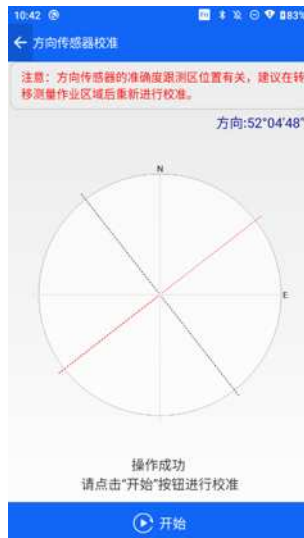 10:42
83%
方向传感器校准
注意：方向传感器的准确度跟测区位置有关，建议在转
移测量作业区域后重新进行校准。
方向:52°04'48"
N
E
操作成功
请点击“开始”按钮进行校准
开始